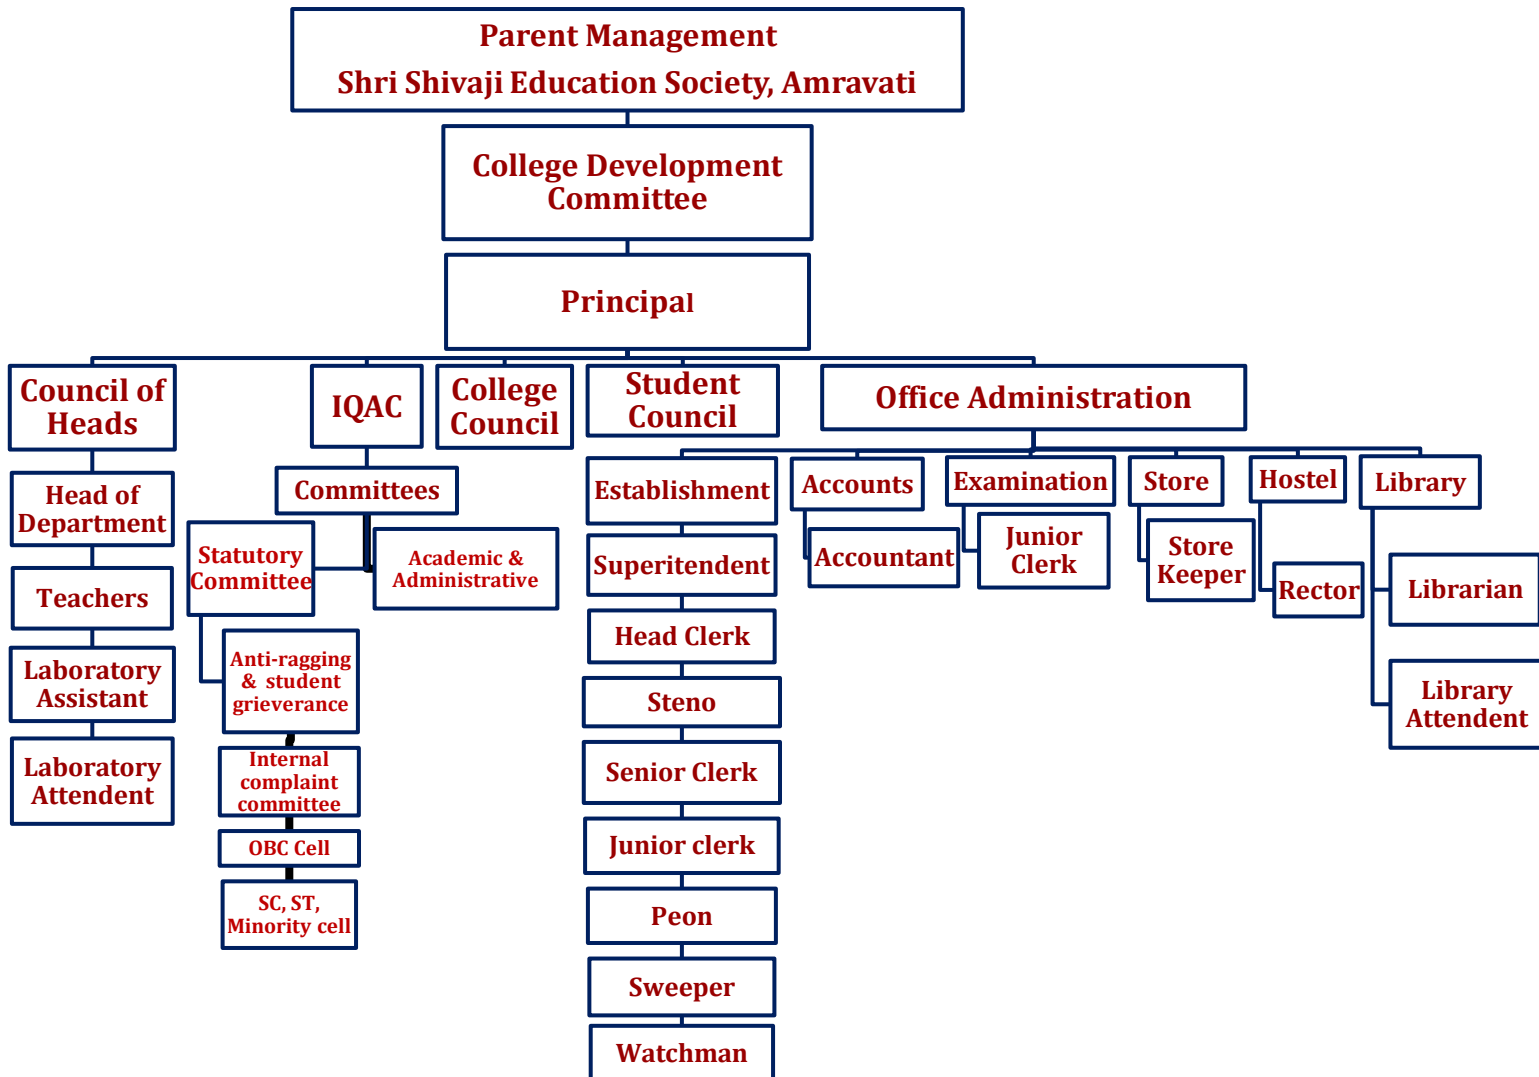 Parent Management
Shri Shivaji Education Society, Amravati
College Development
Committee
Principal
Council of
Heads
IQAC
College
Council
Student
Council
Office Administration
Head of
Department
Teachers
Laboratory
Assistant
Laboratory
Attendent
Committees
Statutory
Committee
Academic &
Administrative
Anti-ragging
& student
grieverance
Internal
complaint
committee
OBC Cell
SC, ST,
Minority cell
Establishment
Superitendent
Head Clerk
Steno
Senior Clerk
Junior clerk
Peon
Sweeper
Watchman
Accounts
Accountant
Examination
Junior
Clerk
Store
Store
Keeper
Hostel
Rector
Library
Librarian
Library
Attendent